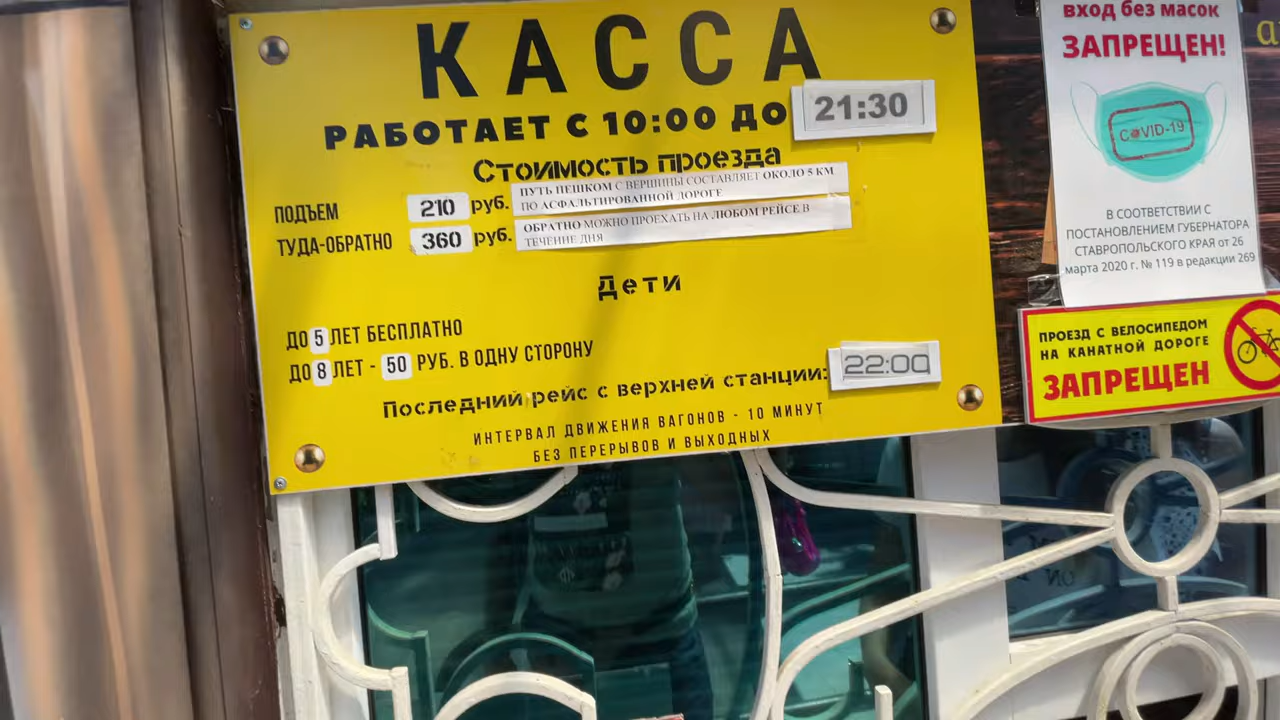 КАССА
РАБОТАЕТ С 10:00 ДО 21:30
Стоимость проезда
ПОДЪЕМ 210 руб.
ПУТЬ ПЕШКОМ С ВЕРШИНЫ СОСТАВЛЯЕТ ОКОЛО 5 КМ
ПО АСФАЛЬТИРОВАННОЙ ДОРОГЕ
ТУДА-ОБРАТНО 360 руб.
ОБРАТНО МОЖНО ПРОЕХАТЬ НА ЛЮБОМ РЕЙСЕ В
ТЕЧЕНИЕ ДНЯ
Дети
ДО 5 ЛЕТ БЕСПЛАТНО
ДО 8 ЛЕТ - 50 РУБ. В ОДНУ СТОРОНУ
Последний рейс с верхней станции: 22:00
ИНТЕРВАЛ ДВИЖЕНИЯ ВАГОНОВ - 10 МИНУТ
БЕЗ ПЕРЕРЫВОВ И ВЫХОДНЫХ
вход без масок
ЗАПРЕЩЕН!
COVID-19
В СООТВЕТСТВИИ С
ПОСТАНОВЛЕНИЕМ ГУБЕРНАТОРА
СТАВРОПОЛЬСКОГО КРАЯ от 26
марта 2020 г. № 119 в редакции 269
ПРОЕЗД С ВЕЛОСИПЕДОМ
НА КАНАТНОЙ ДОРОГЕ
ЗАПРЕЩЕН